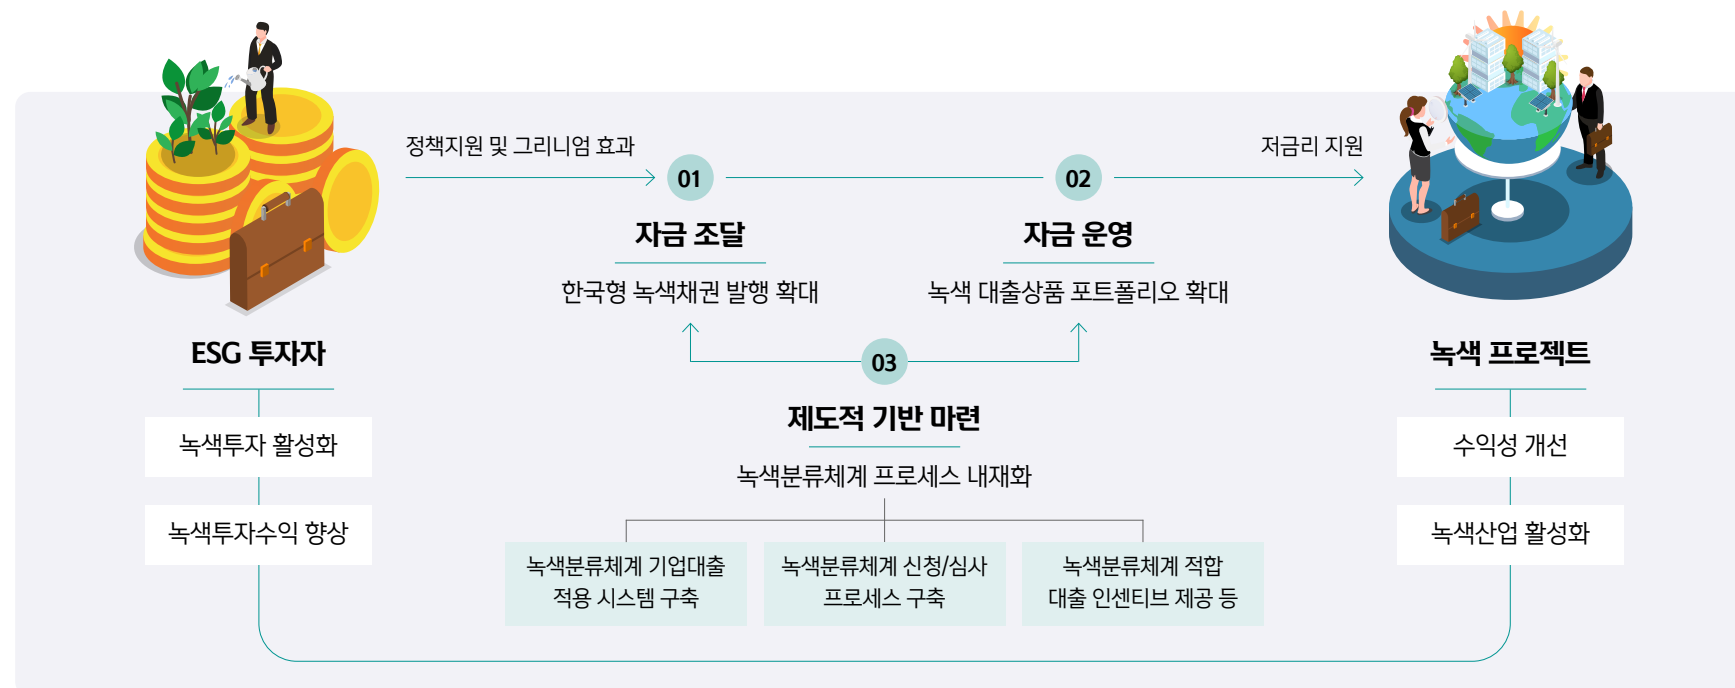 정책지원 및 그리니엄 효과
저금리 지원
01
02
자금 조달
자금 운영
한국형 녹색채권 발행 확대
녹색 대출상품 포트폴리오 확대
ESG 투자자
03
녹색 프로젝트
제도적 기반 마련
녹색투자 활성화
수익성 개선
녹색분류체계 프로세스 내재화
녹색투자수익 향상
녹색산업 활성화
녹색분류체계 기업대출
적용 시스템 구축
녹색분류체계 신청/심사
프로세스 구축
녹색분류체계 적합
대출 인센티브 제공 등